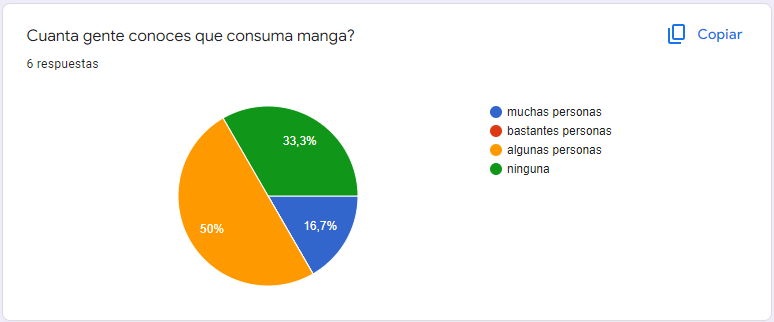 Cuanta gente conoces que consuma manga?
Copiar
6 respuestas
33,3%
16,7%
50%
muchas personas
bastantes personas
algunas personas
ninguna